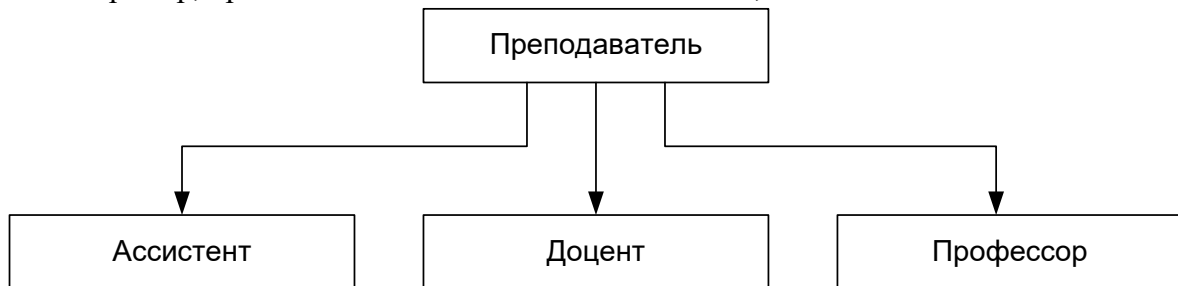 Преподаватель
Ассистент
Доцент
Профессор